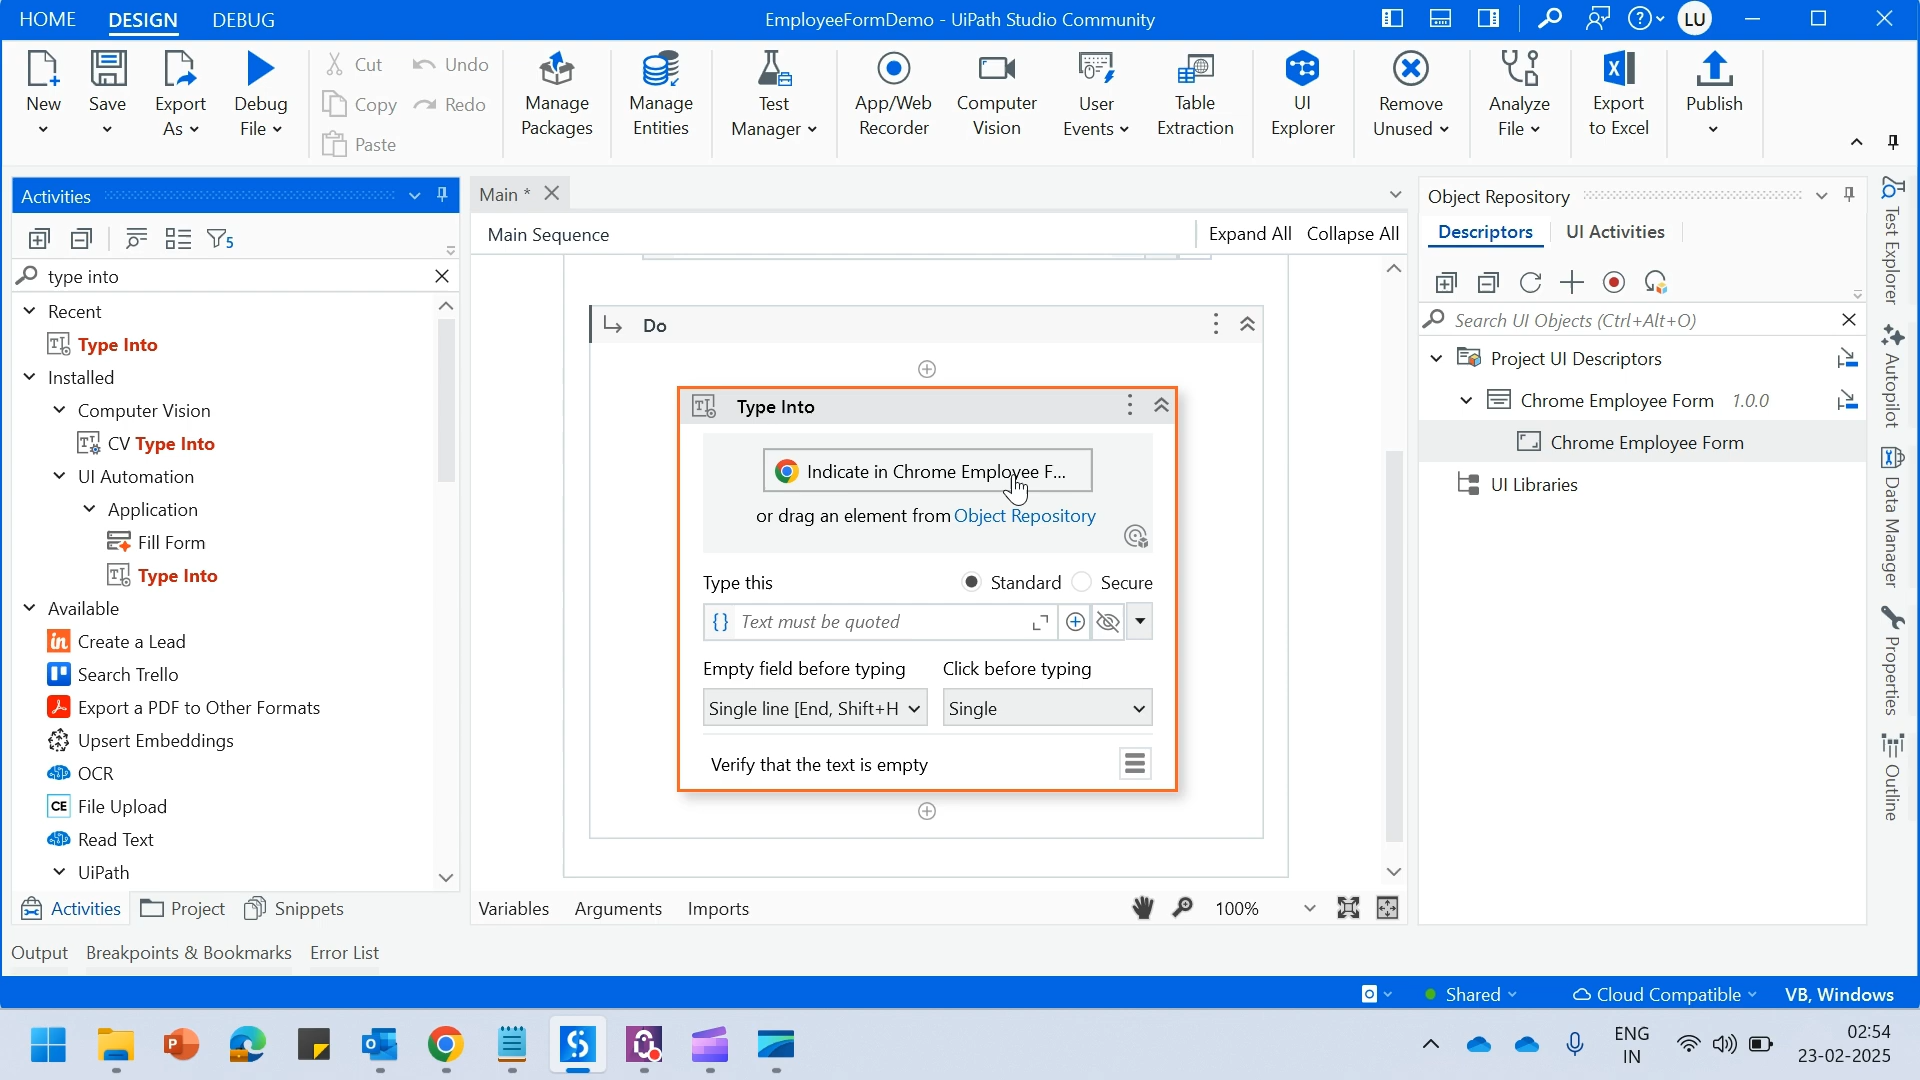 HOME DESIGN DEBUG
EmployeeFormDemo - UiPath Studio Community
LU
New
Save
Export As
Debug File
Cut
Copy
Paste
Undo
Redo
Manage Packages
Manage Entities
Test Manager
App/Web Recorder
Computer Vision
User Events
Table Extraction
UI Explorer
Remove Unused
Analyze File
Export to Excel
Publish
Activities
5
type into
Recent
Type Into
Installed
Computer Vision
CV Type Into
UI Automation
Application
Fill Form
Type Into
Available
Create a Lead
Search Trello
Export a PDF to Other Formats
Upsert Embeddings
OCR
CE File Upload
Read Text
UiPath
Activities Project Snippets
Main *
Main Sequence
Expand All Collapse All
Do
Type Into
Indicate in Chrome Employee F...
or drag an element from Object Repository
Type this
Standard Secure
{} Text must be quoted
Empty field before typing Click before typing
Single line [End, Shift+H Single
Verify that the text is empty
Variables Arguments Imports
100%
Object Repository
Descriptors UI Activities
Search UI Objects (Ctrl+Alt+O)
Project UI Descriptors
Chrome Employee Form 1.0.0
Chrome Employee Form
UI Libraries
Test Explorer
Autopilot
Data Manager
Properties
Outline
Output Breakpoints & Bookmarks Error List
Shared Cloud Compatible VB, Windows
ENG
IN
02:54
23-02-2025